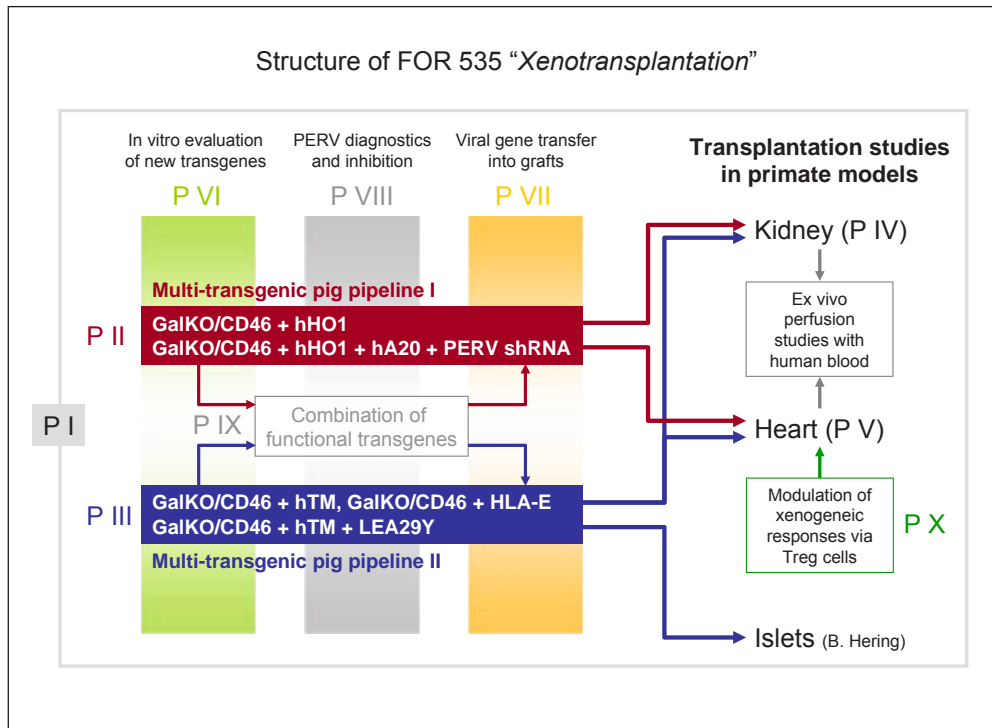 Structure of FOR 535 “Xenotransplantation”
In vitro evaluation
of new transgenes
P VI
PERV diagnostics
and inhibition
P VIII
Viral gene transfer
into grafts
P VII
Transplantation studies
in primate models
Kidney (P IV)
Ex vivo
perfusion
studies with
human blood
Heart (P V)
Modulation of
xenogeneic
responses via
Treg cells
P X
Islets (B. Hering)
P I
P II
Multi-transgenic pig pipeline I
GalKO/CD46 + hHO1
GalKO/CD46 + hHO1 + hA20 + PERV shRNA
P IX
Combination of
functional transgenes
P III
GalKO/CD46 + hTM, GalKO/CD46 + HLA-E
GalKO/CD46 + hTM + LEA29Y
Multi-transgenic pig pipeline II